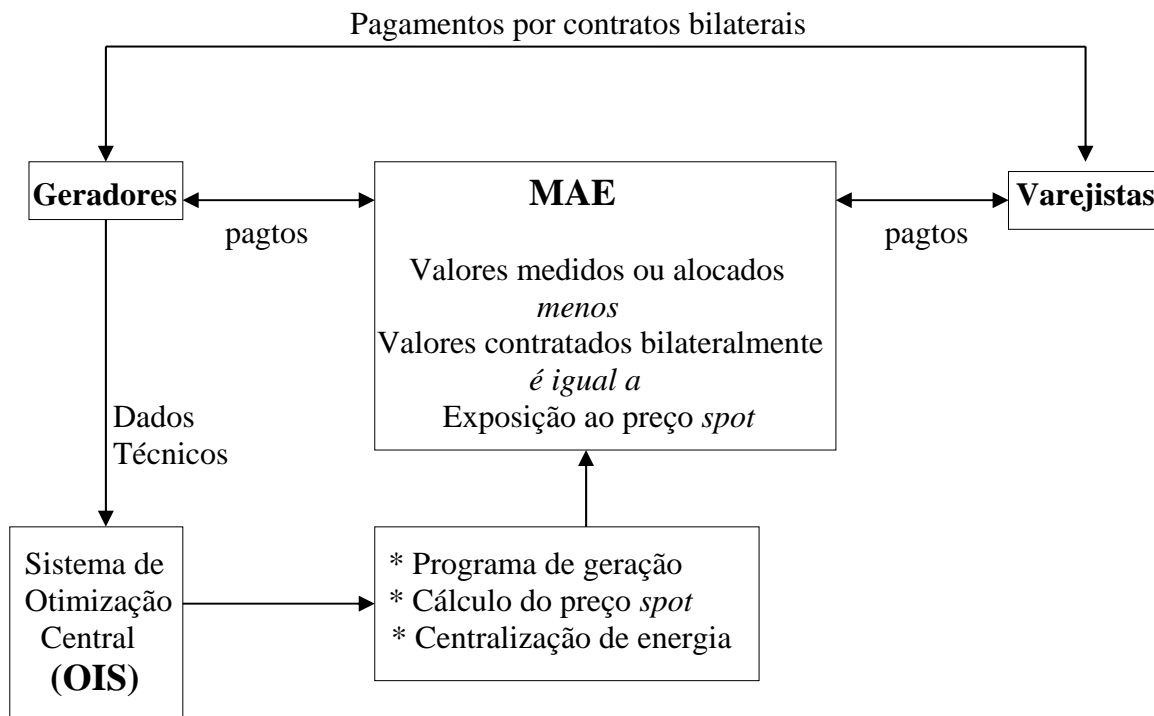 Pagamentos por contratos bilaterais
Geradores
MAE
Varejistas
pagtos
pagtos
Valores medidos ou alocados
menos
Valores contratados bilateralmente
é igual a
Exposição ao preço spot
Dados
Técnicos
Sistema de
Otimização
Central
(OIS)
* Programa de geração
* Cálculo do preço spot
* Centralização de energia